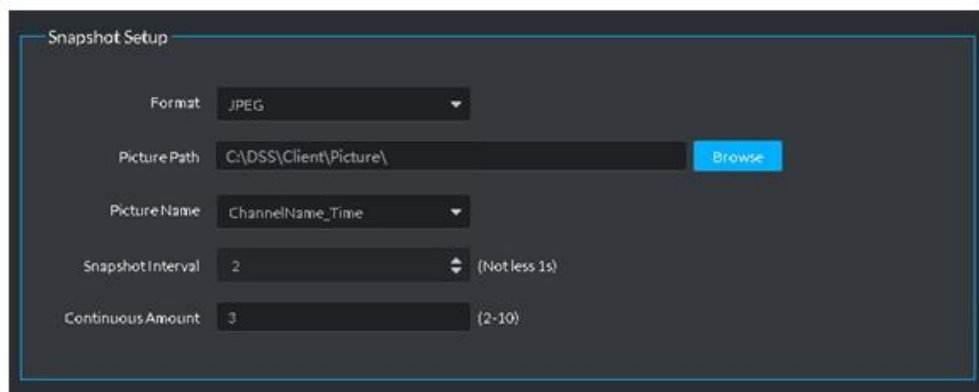 Snapshot Setup
Format JPEG
Picture Path C:\DSS\Client\Picture\ Browse
Picture Name ChannelName_Time
Snapshot Interval 2 (Not less 1s)
Continuous Amount 3 (2-10)